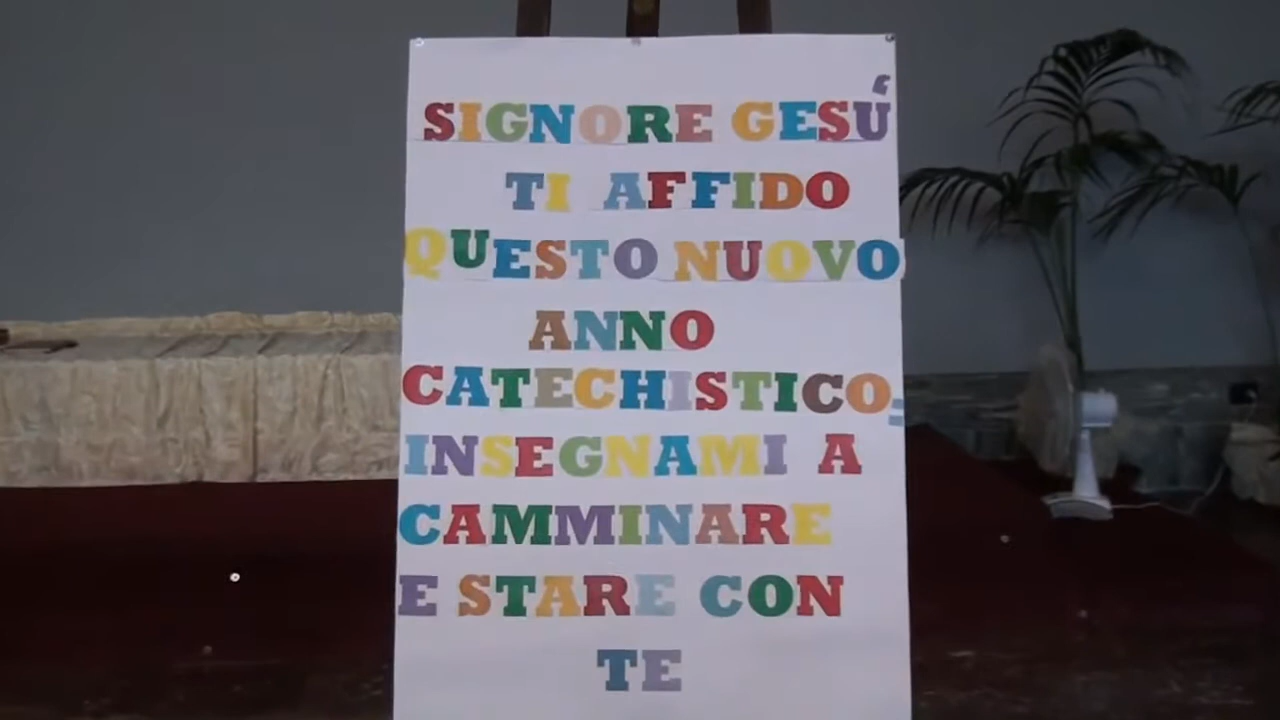 SIGNORE GESÚ
TI AFFIDO
QUESTO NUOVO
ANNO
CATECHISTICO:
INSEGNAMI A
CAMMINARE
E STARE CON
TE